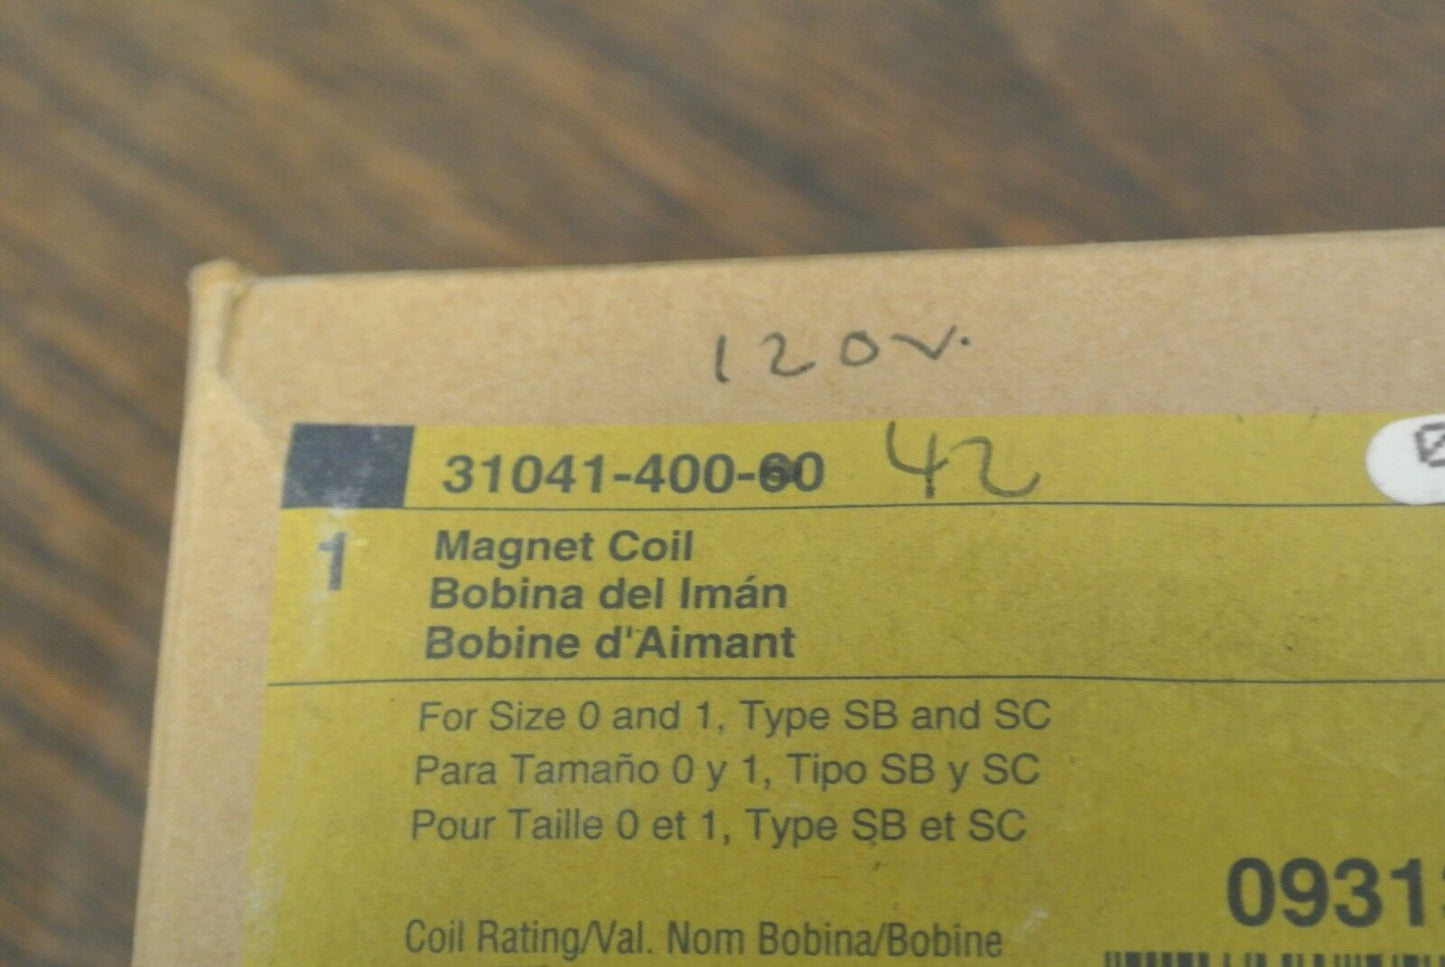 120V.
31041-400-60 42
1
Magnet Coil
Bobina del Imán
Bobine d'Aimant
For Size 0 and 1, Type SB and SC
Para Tamaño 0 y 1, Tipo SB y SC
Pour Taille 0 et 1, Type SB et SC
0931
Coil Rating/Val. Nom Bobina/Bobine